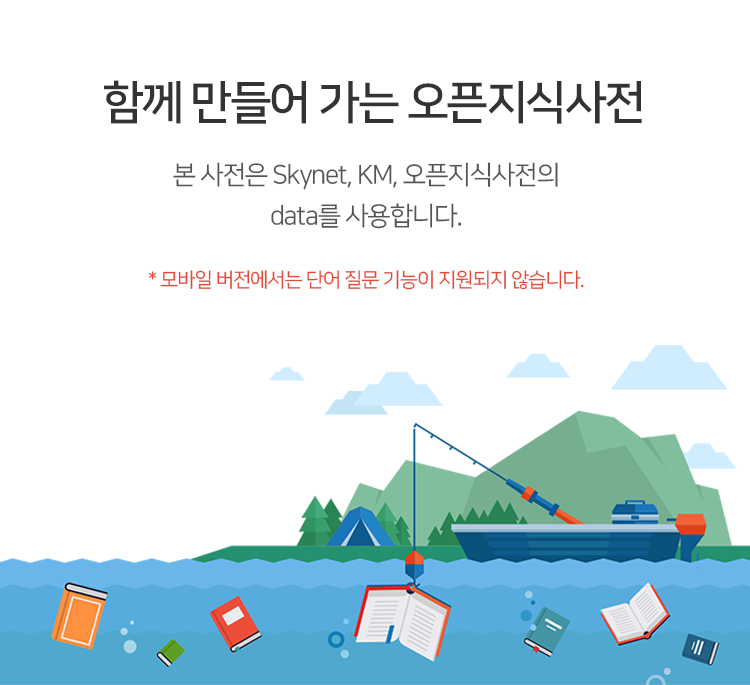 함께 만들어 가는 오픈지식사전
본 사전은 Skynet, KM, 오픈지식사전의
data를 사용합니다.
* 모바일 버전에서는 단어 질문 기능이 지원되지 않습니다.